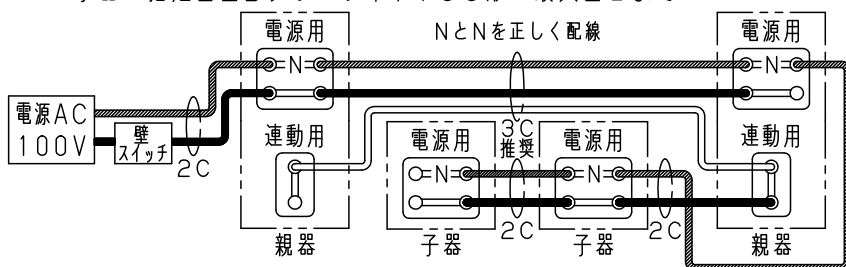 電源用
NとNを正しく配線
電源用
N
N
電源AC
100V
壁
スイッチ
2C
連動用
電源用
3C
推奨
電源用
連動用
N
N
2C
2C
親器
子器
子器
親器